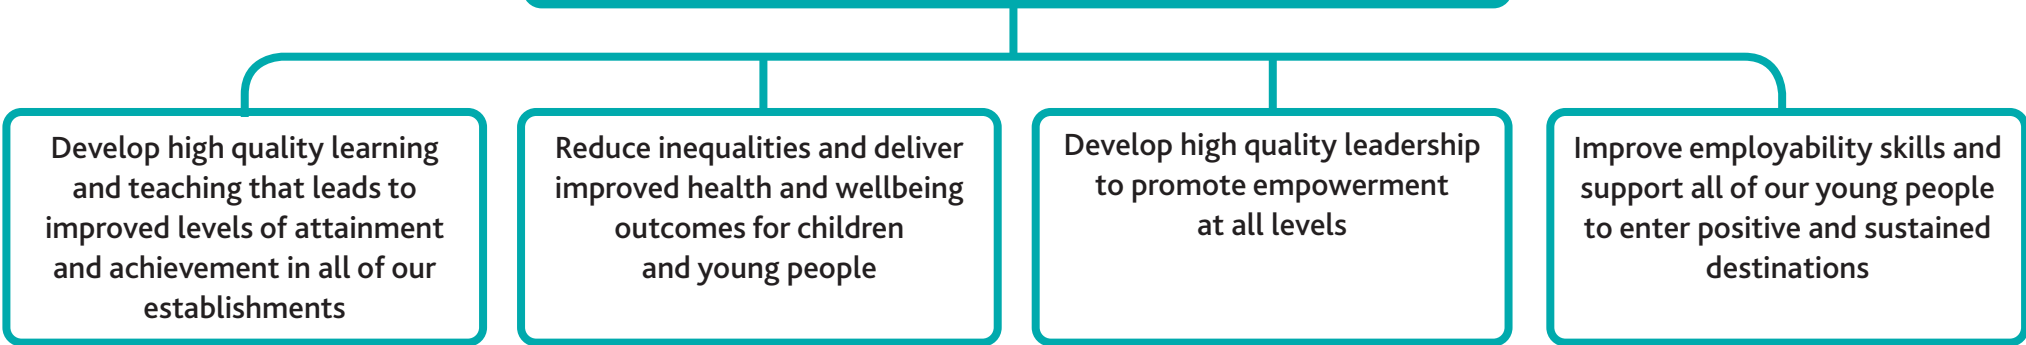 Develop high quality learning
and teaching that leads to
improved levels of attainment
and achievement in all of our
establishments
Reduce inequalities and deliver
improved health and wellbeing
outcomes for children
and young people
Develop high quality leadership
to promote empowerment
at all levels
Improve employability skills and
support all of our young people
to enter positive and sustained
destinations